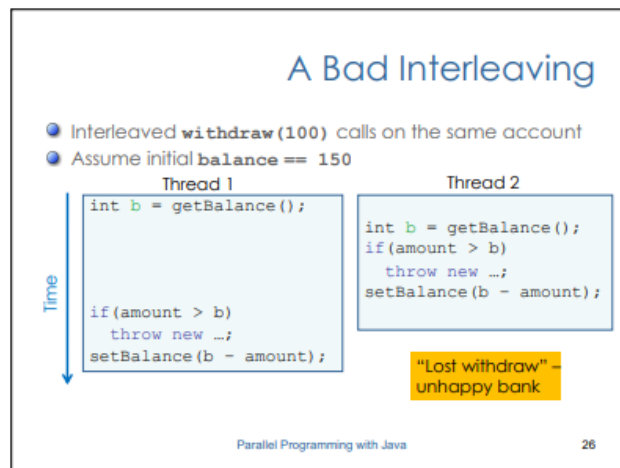 A Bad Interleaving
Interleaved withdraw(100) calls on the same account
Assume initial balance == 150
Time
Thread 1
int b = getBalance();
if(amount > b)
throw new …;
setBalance(b – amount);
Thread 2
int b = getBalance();
if(amount > b)
throw new …;
setBalance(b – amount);
“Lost withdraw” –
unhappy bank
Parallel Programming with Java
26